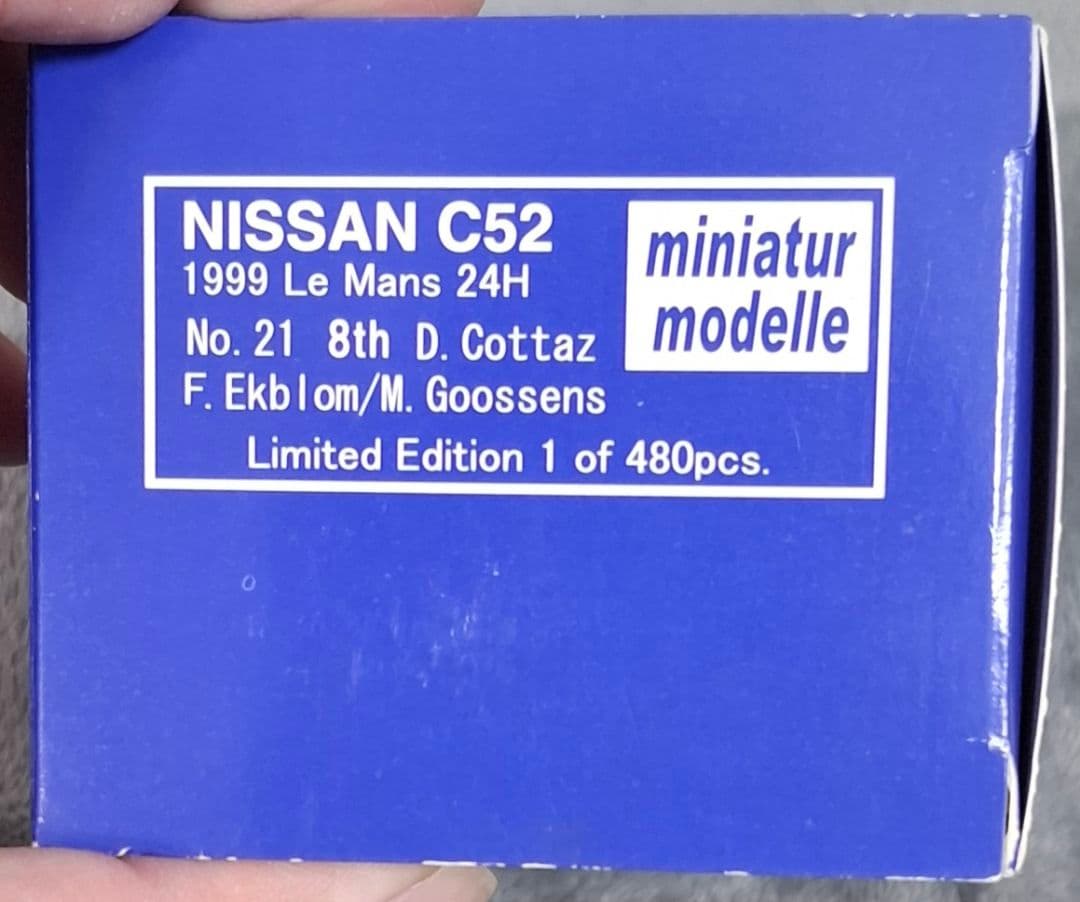 NISSAN C52
1999 Le Mans 24H
No. 21 8th D. Cottaz
F. Ekblom/M. Goossens
Limited Edition 1 of 480pcs.
miniatur
modelle